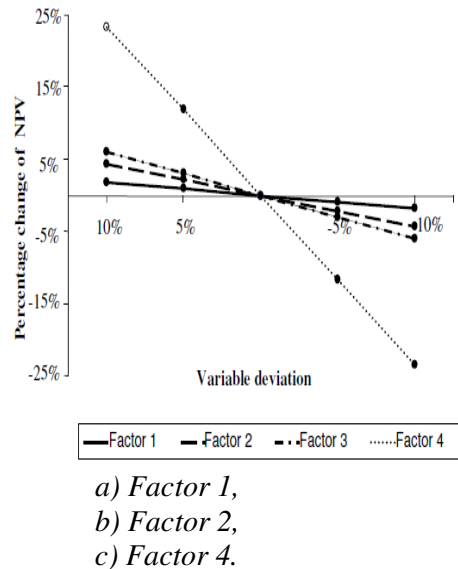 25%
15%
5%
-5%
-15%
-25%
Percentage change of NPV
10%
5%
-5%
10%
Variable deviation
Factor 1
Factor 2
Factor 3
Factor 4
a) Factor 1,
b) Factor 2,
c) Factor 4.